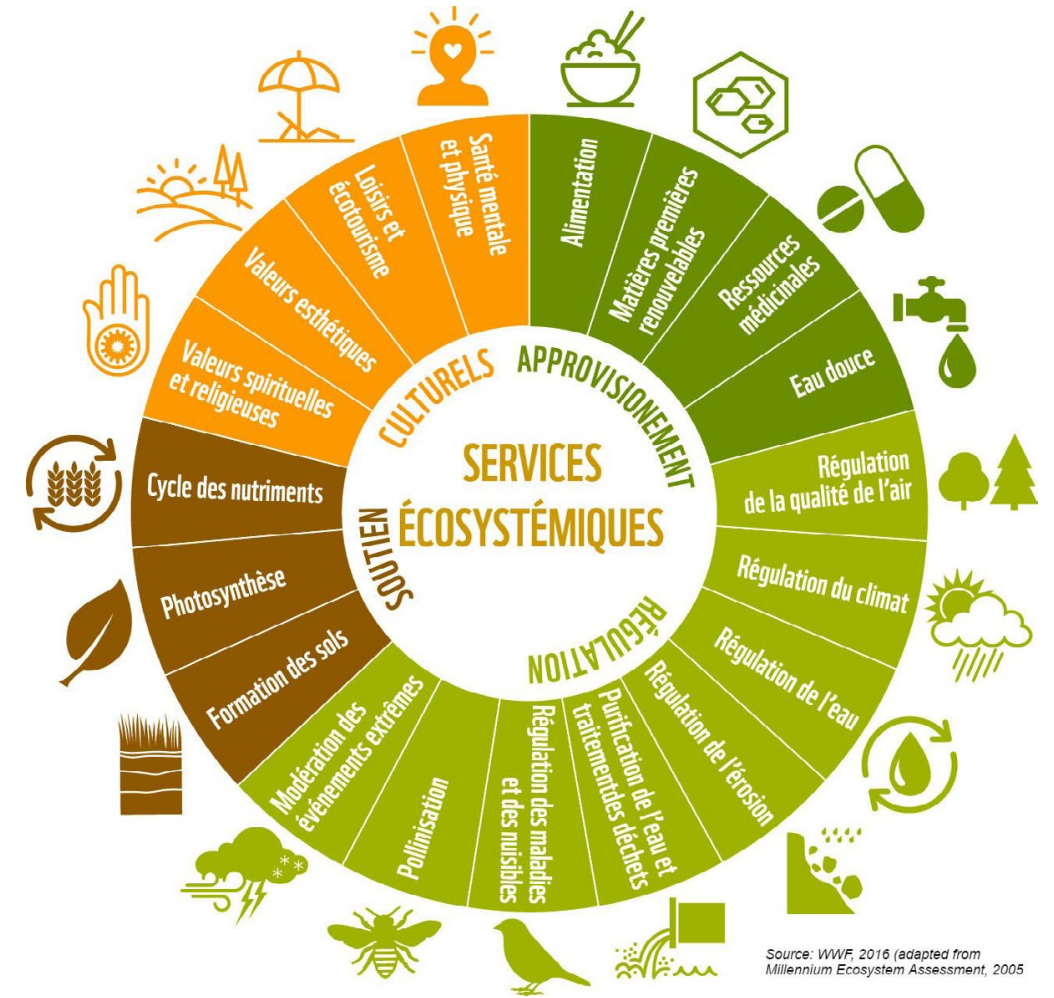 SERVICES
ÉCOSYSTÉMIQUES
APPROVISIONEMENT
Alimentation
Matières premières
renouvelables
Ressources
médicinales
Eau douce
RÉGULATION
Régulation
de la qualité de l'air
Régulation du climat
Régulation de l'eau
Régulation de l'érosion
Purification de l'eau et
traitementdes déchets
Régulation des maladies
et des nuisibles
Pollinisation
Modération des
événements extrêmes
SOUTIEN
Formation des sols
Photosynthèse
Cycle des nutriments
CULTURELS
Valeurs spirituelles
et religieuses
Valeurs esthétiques
Loisirs et
écotourisme
Santé mentale
et physique
Source: WWF, 2016 (adapted from
Millennium Ecosystem Assessment, 2005